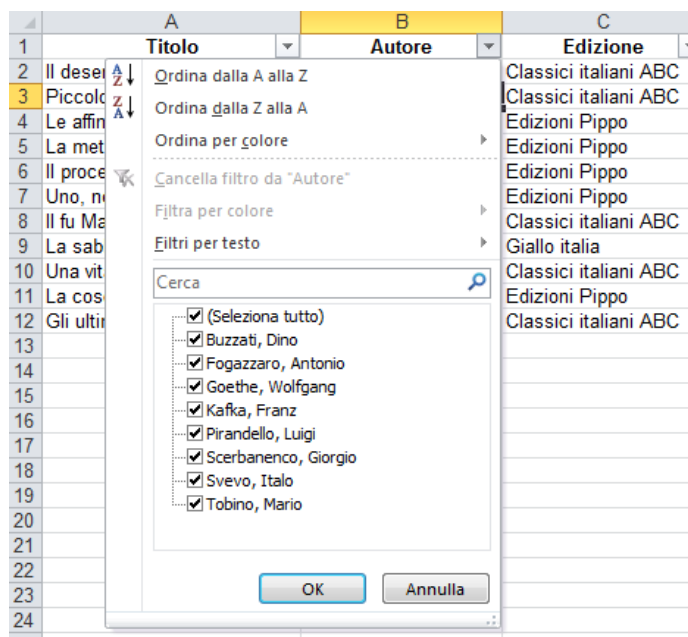 A B C
1 Titolo Autore Edizione
2 Il deser Classici italiani ABC
3 Piccolo Classici italiani ABC
4 Le affin Edizioni Pippo
5 La met Edizioni Pippo
6 Il proce Edizioni Pippo
7 Uno, n Edizioni Pippo
8 Il fu Ma Classici italiani ABC
9 La sab Giallo italia
10 Una vit Classici italiani ABC
11 La cos Edizioni Pippo
12 Gli ultir Classici italiani ABC
13
14
15
16
17
18
19
20
21
22
23
24
Ordina dalla A alla Z
Ordina dalla Z alla A
Ordina per colore
Cancella filtro da "Autore"
Filtra per colore
Filtri per testo
Cerca
(Seleziona tutto)
Buzzati, Dino
Fogazzaro, Antonio
Goethe, Wolfgang
Kafka, Franz
Pirandello, Luigi
Scerbanenco, Giorgio
Svevo, Italo
Tobino, Mario
OK Annulla